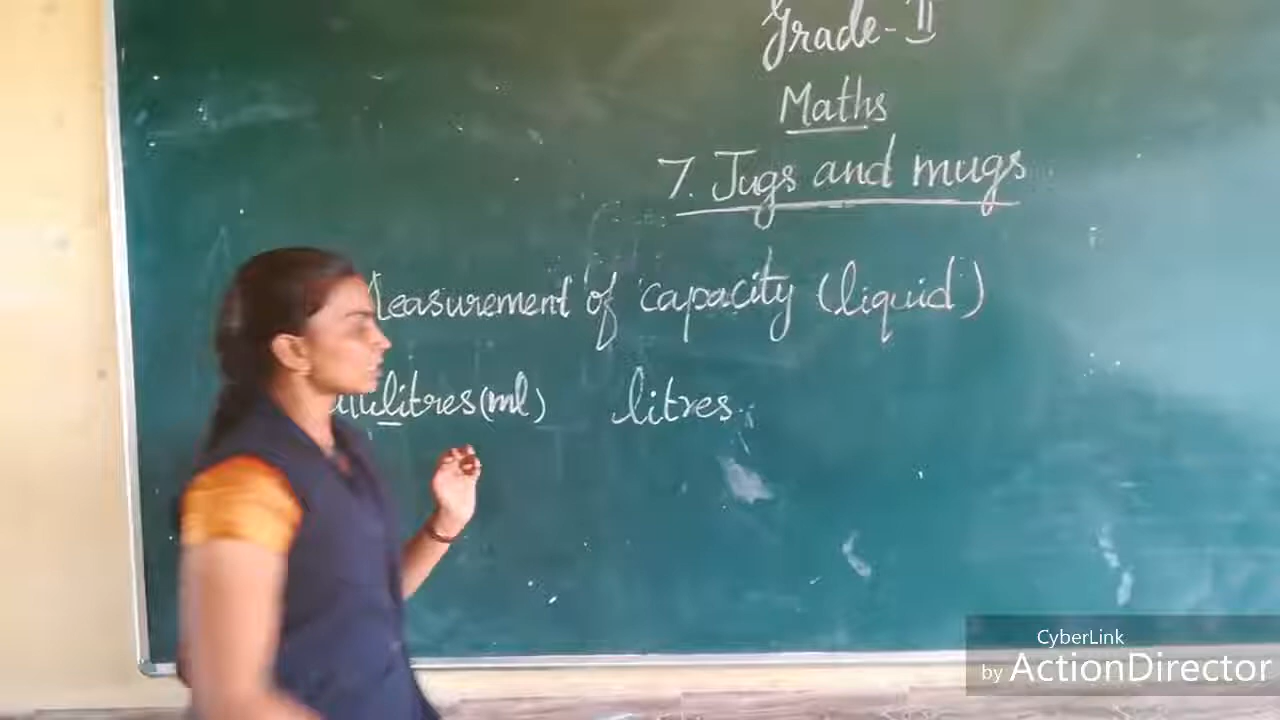 Grade-II
Maths
7. Jugs and mugs
Measurement of capacity (liquid)
millilitres(ml) litres.
CyberLink
by ActionDirector